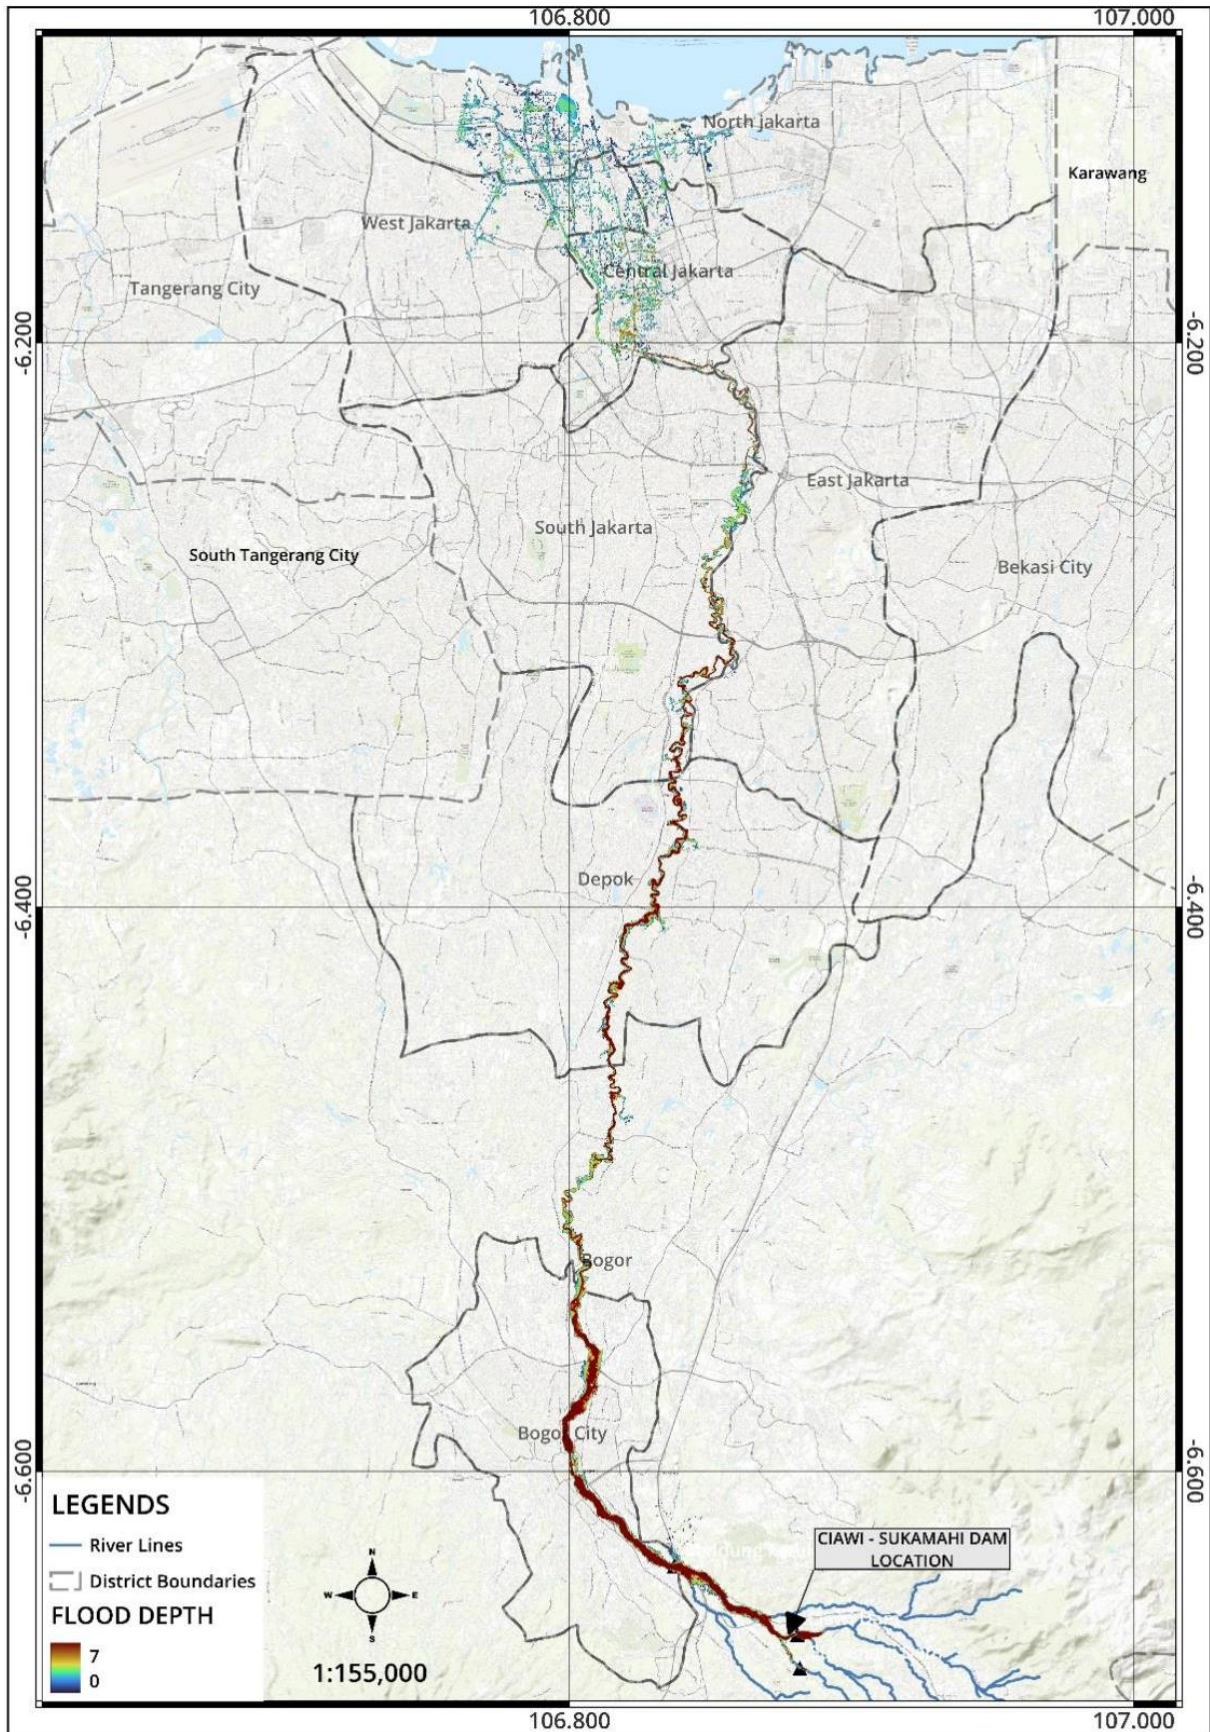 106.800
107.000
North jakarta
Karawang
West Jakarta
Central Jakarta
Tangerang City
-6.200
-6.200
East Jakarta
South Jakarta
South Tangerang City
Bekasi City
Depok
-6.400
-6.400
Bogor
Bogor City
-6.600
-6.600
LEGENDS
River Lines
District Boundaries
FLOOD DEPTH
7
0
N
W
E
S
1:155,000
CIAWI - SUKAMAHI DAM
LOCATION
106.800
107.000